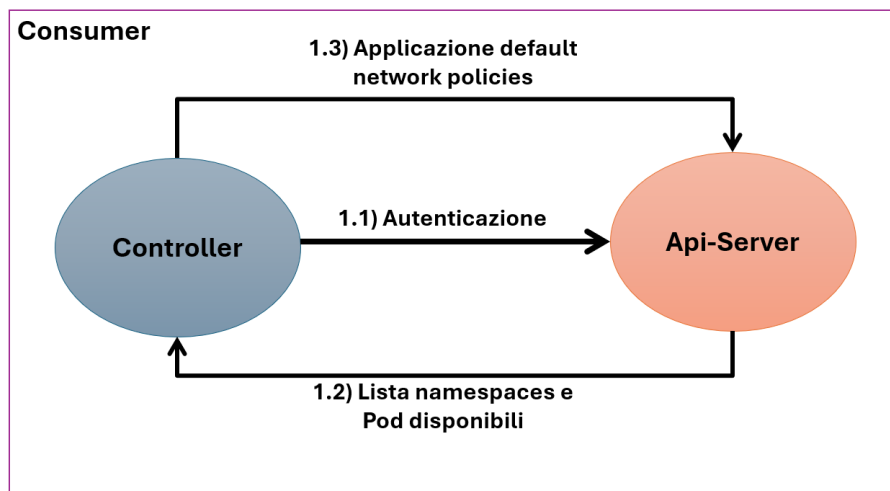 Consumer
1.3) Applicazione default
network policies
1.1) Autenticazione
Controller
Api-Server
1.2) Lista namespaces e
Pod disponibili